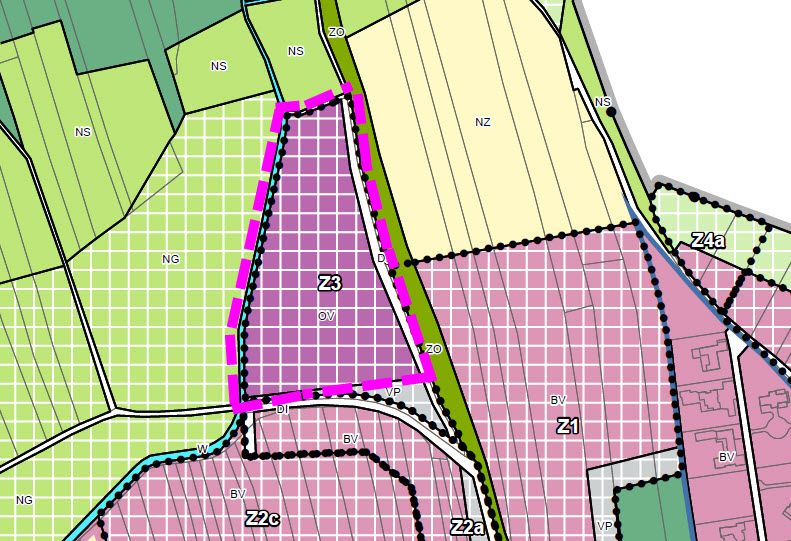 ZO
NS
NS
NS
NS
NZ
Z4a
NG
D
Z3
OV
ZO
VP
DI
BV
Z1
BV
W
BV
BV
NG
Z2c
Z2a
VP